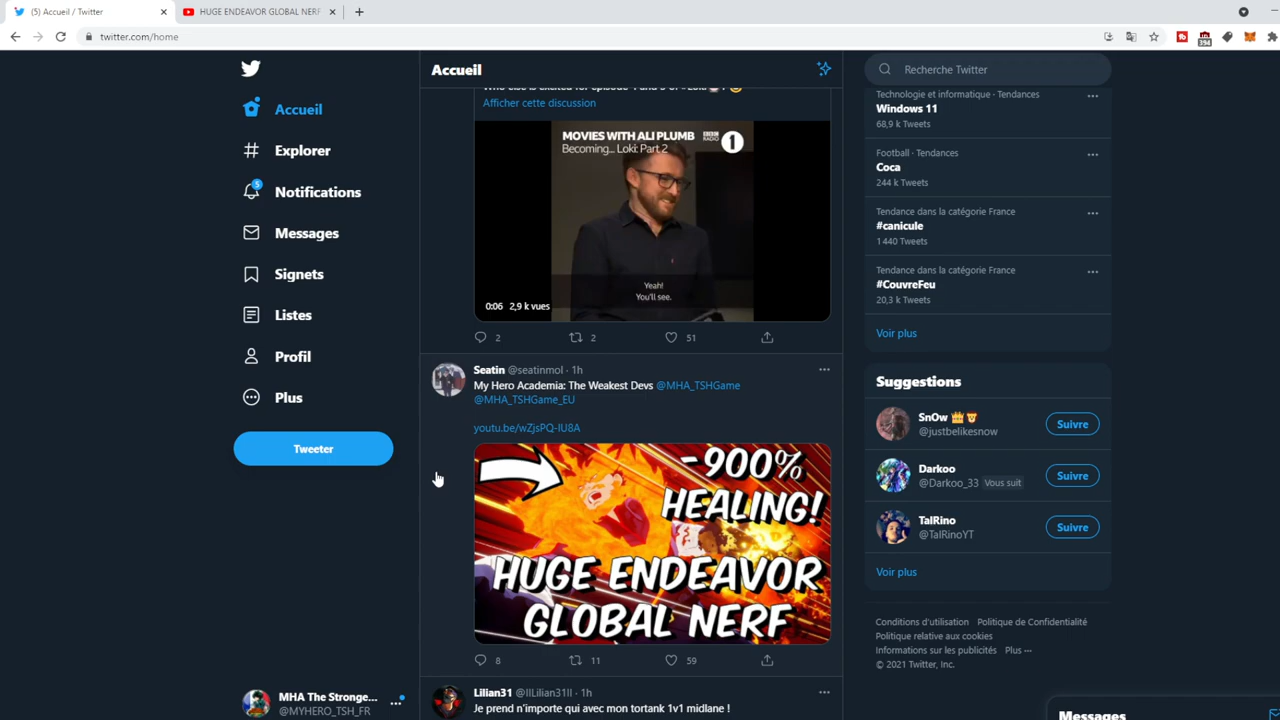 (5) Accueil / Twitter
HUGE ENDEAVOR GLOBAL NERF
twitter.com/home
394
Accueil
Explorer
5
Notifications
Messages
Signets
Listes
Profil
Plus
Tweeter
MHA The Stronge...
@MYHERO_TSH_FR
Accueil
Afficher cette discussion
MOVIES WITH ALI PLUMB
Becoming... Loki: Part 2
BBC
RADIO
1
Yeah!
You'll see.
0:06 2,9 k vues
2 2 51
Seatin @seatinmol · 1h
My Hero Academia: The Weakest Devs @MHA_TSHGame
@MHA_TSHGame_EU
youtu.be/wZjsPQ-IU8A
-900%
HEALING!
HUGE ENDEAVOR
GLOBAL NERF
8 11 59
Lilian31 @IlLilian31Il · 1h
Je prend n'importe qui avec mon tortank 1v1 midlane !
Recherche Twitter
Technologie et informatique · Tendances
Windows 11
68,9 k Tweets
Football · Tendances
Coca
244 k Tweets
Tendance dans la catégorie France
#canicule
1 440 Tweets
Tendance dans la catégorie France
#CouvreFeu
20,3 k Tweets
Voir plus
Suggestions
SnOw 👑🦁
@justbelikesnow
Suivre
Darkoo
@Darkoo_33 Vous suit
Suivre
TalRino
@TalRinoYT
Suivre
Voir plus
Conditions d'utilisation Politique de Confidentialité
Politique relative aux cookies
Informations sur les publicités Plus ···
© 2021 Twitter, Inc.
Messages